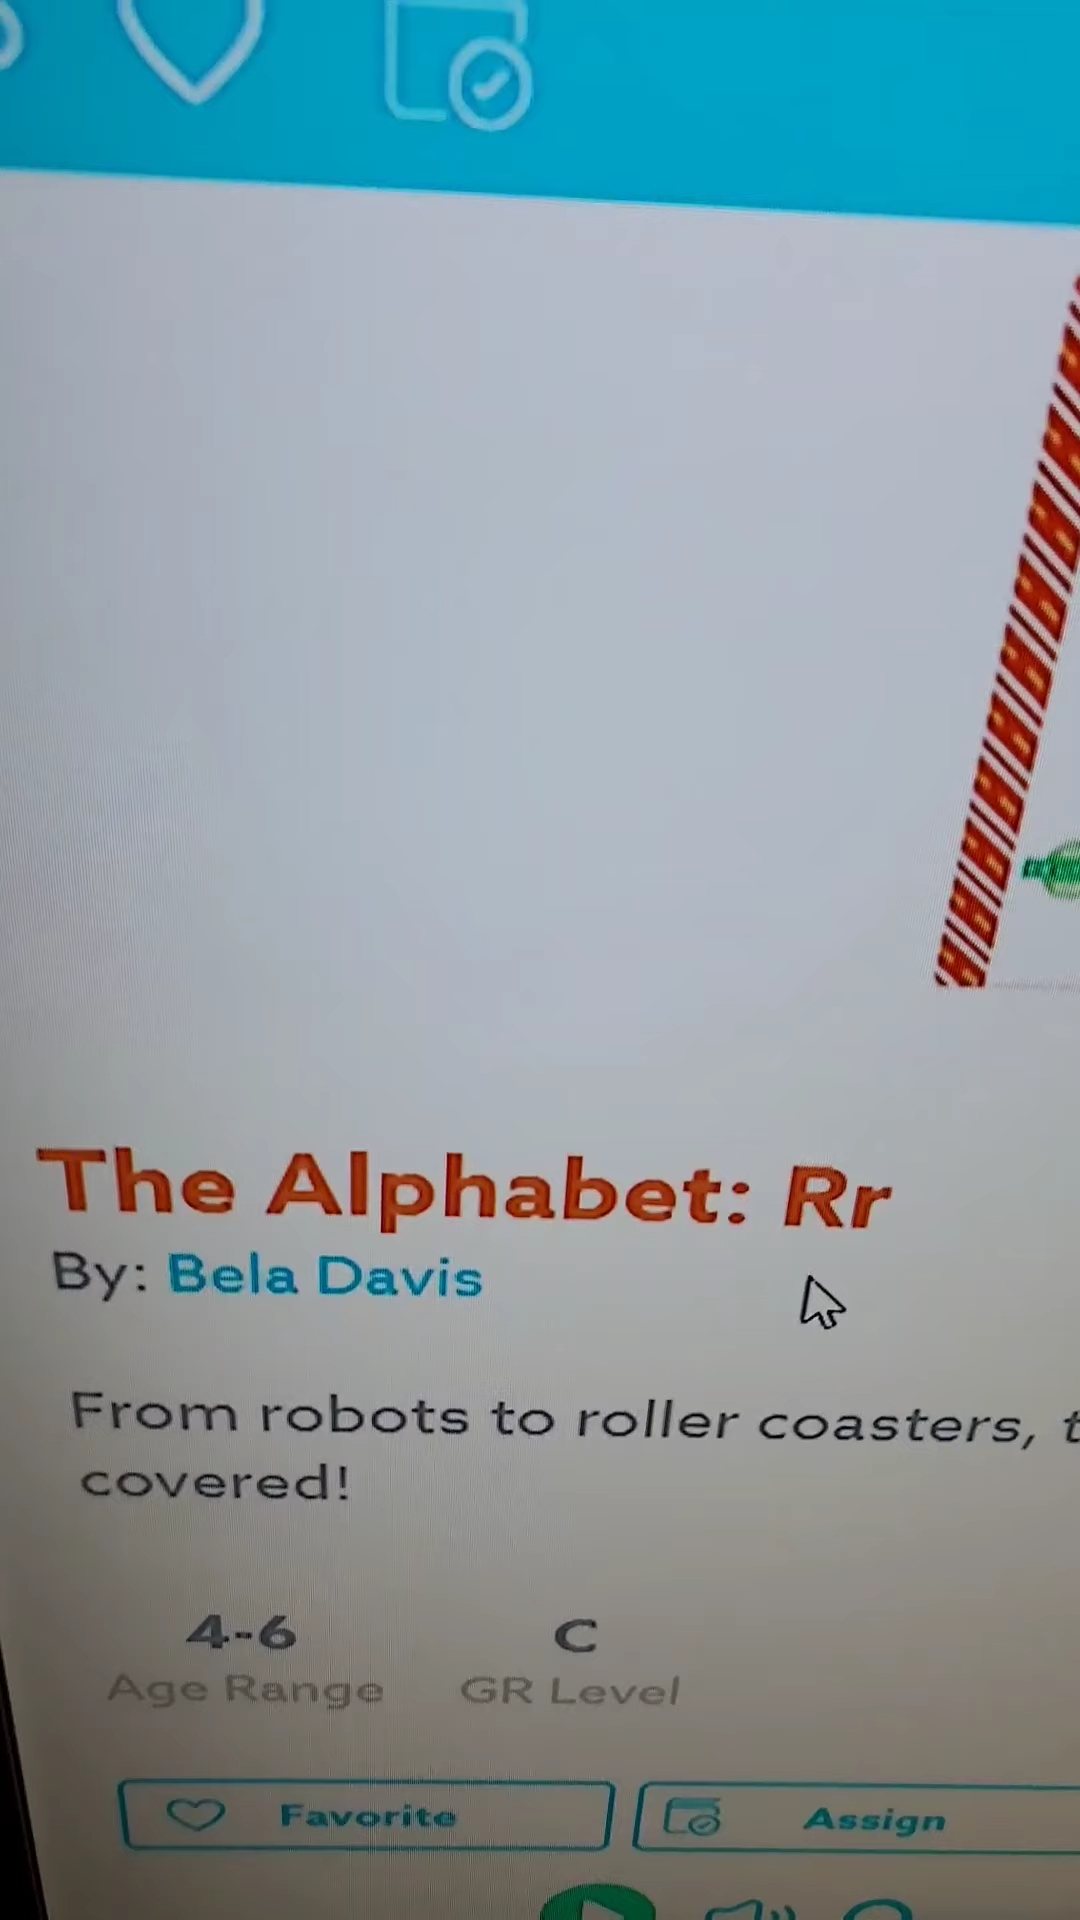 The Alphabet: Rr
By: Bela Davis
From robots to roller coasters,
covered!
4-6
C
Age Range
GR Level
Favorite
Assign